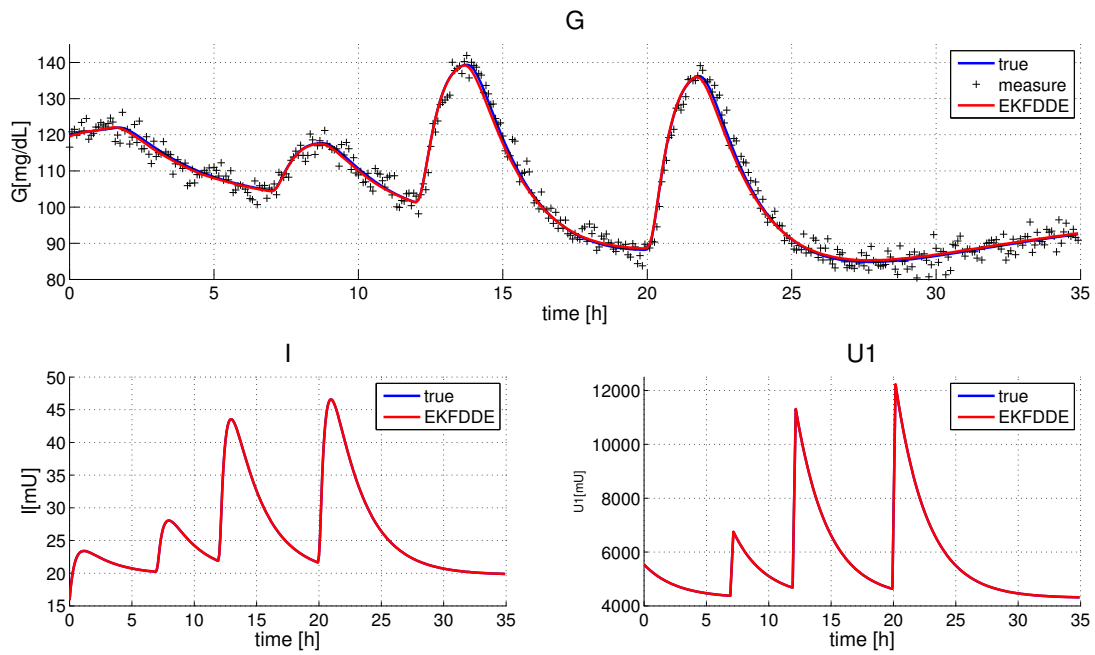 G
G[mg/dL]
140
130
120
110
100
90
80
true
measure
EKFDDE
0 5 10 15 20 25 30 35
time [h]
I
I[mU]
50
45
40
35
30
25
20
15
true
EKFDDE
0 5 10 15 20 25 30 35
time [h]
U1
U1[mU]
12000
10000
8000
6000
4000
true
EKFDDE
0 5 10 15 20 25 30 35
time [h]